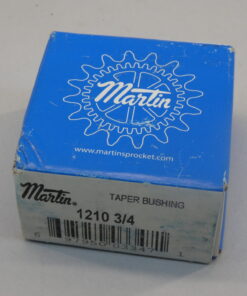 Martin
www.martinsprocket.com
Martin
TAPER BUSHING
1210 3/4